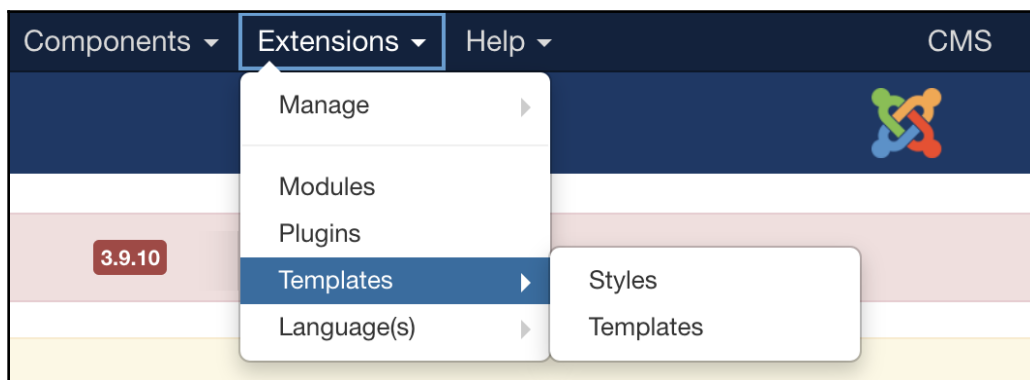 Components Extensions Help CMS
Manage
Modules
Plugins
3.9.10
Templates Styles
Language(s) Templates